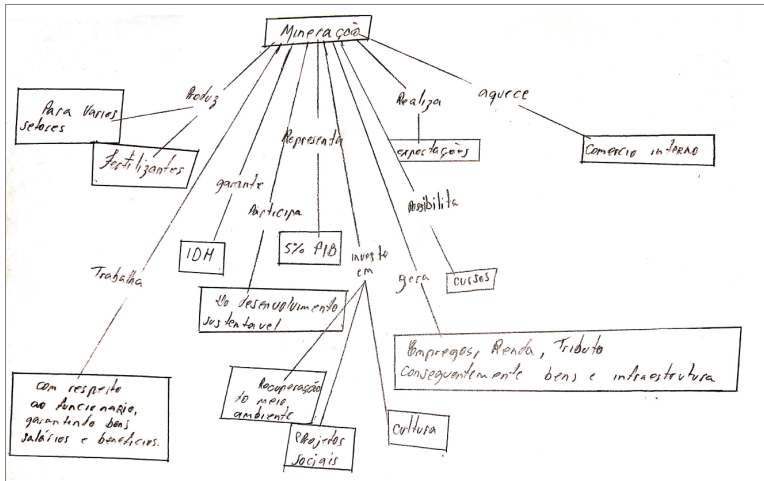 Mineração
Produz
Para varios
setores
Fertilizantes
Realiza
exportações
aquece
Comercio interno
Representa
5% PIB
garante
IDH
Participa
Do desenvolvimento
sustentavel
Possibilita
cursos
Trabalha
com respeito
ao funcionario,
garantindo bons
salários e beneficios.
investe
em
Recuperação
do meio
ambiente
Projetos
sociais
cultura
gera
Empregos, Renda, Tributo
Consequentemente bens e infraestrutura